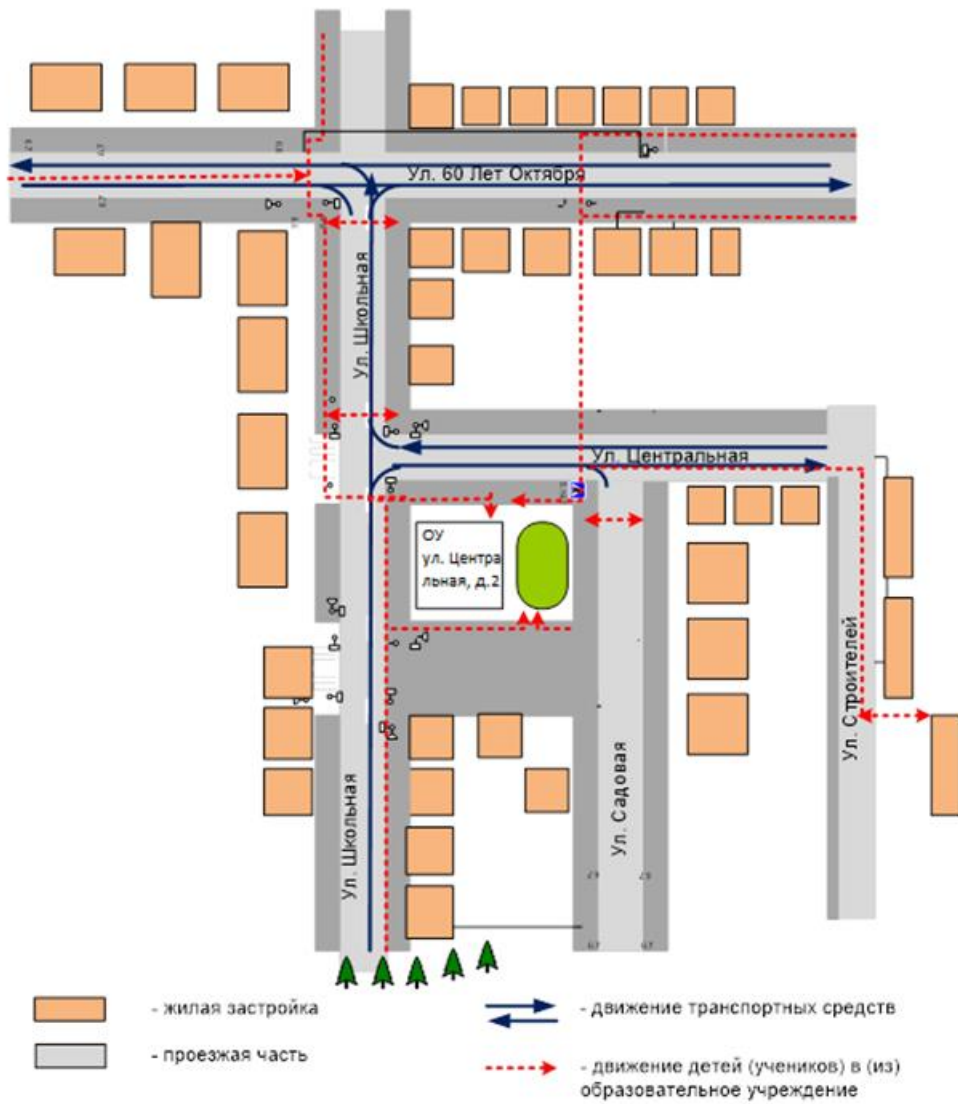 Ул. 60 Лет Октября
Ул. Школьная
Ул. Центральная
ОУ
ул. Центра
льная, д.2
Ул. Школьная
Ул. Садовая
Ул. Строителей
- жилая застройка
- проезжая часть
- движение транспортных средств
- движение детей (учеников) в (из)
образовательное учреждение